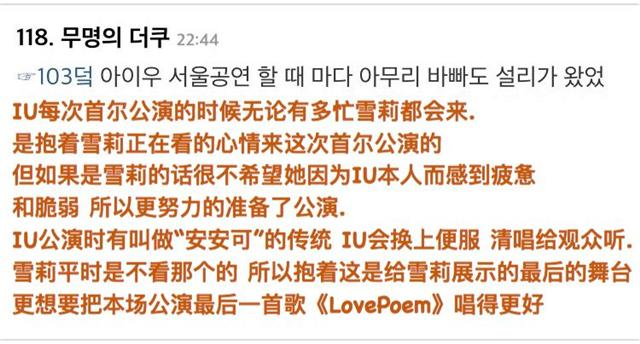 118. 무명의 더쿠 22:44
☞103덬 아이우 서울공연 할 때 마다 아무리 바빠도 설리가 왔었
IU每次首尔公演的时候无论有多忙雪莉都会来.
是抱着雪莉正在看的心情来这次首尔公演的
但如果是雪莉的话很不希望她因为IU本人而感到疲惫
和脆弱 所以更努力的准备了公演.
IU公演时有叫做“安安可”的传统 IU会换上便服 清唱给观众听.
雪莉平时是不看那个的 所以抱着这是给雪莉展示的最后的舞台
更想要把本场公演最后一首歌《LovePoem》唱得更好